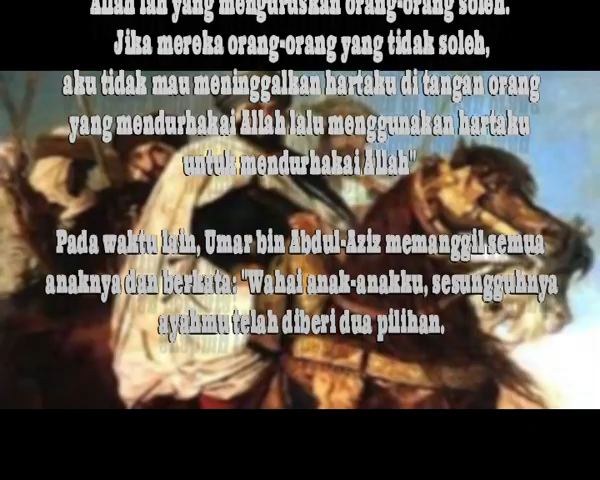 Allah lah yang menguruskan orang-orang soleh.
Jika mereka orang-orang yang tidak soleh,
aku tidak mau meninggalkan hartaku di tangan orang
yang mendurhakai Allah lalu menggunakan hartaku
untuk mendurhakai Allah"
Pada waktu lain, Umar bin Abdul-Aziz memanggil semua
anaknya dan berkata: "Wahai anak-anakku, sesungguhnya
ayahmu telah diberi dua pilihan.